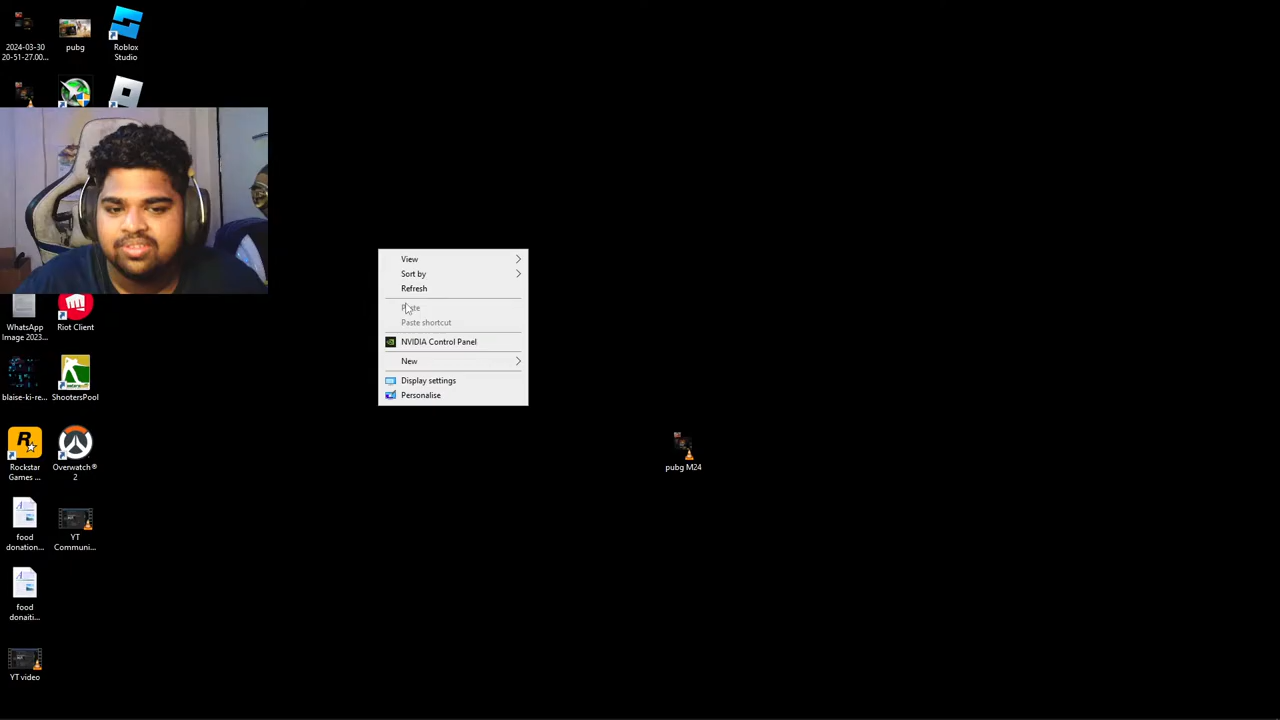 2024-03-30
20-51-27.00...
pubg
Roblox
Studio
WhatsApp
Image 2023...
Riot Client
blaise-ki-re...
ShootersPool
Rockstar
Games ...
Overwatch®
2
food
donation...
YT
Communi...
food
donaiti...
YT video
View
Sort by
Refresh
Paste
Paste shortcut
NVIDIA Control Panel
New
Display settings
Personalise
pubg M24